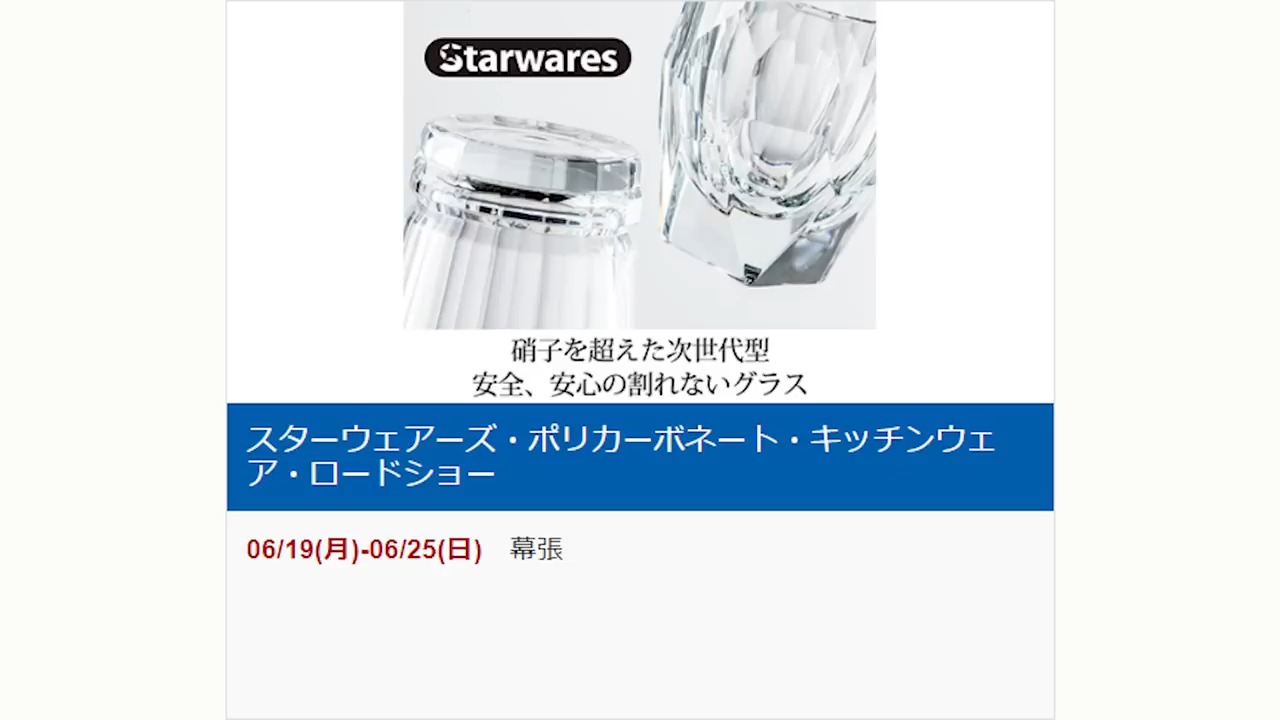 Starwares
硝子を超えた次世代型
安全、安心の割れないグラス
スターウェアーズ・ポリカーボネート・キッチンウェ
ア・ロードショー
06/19(月)-06/25(日) 幕張